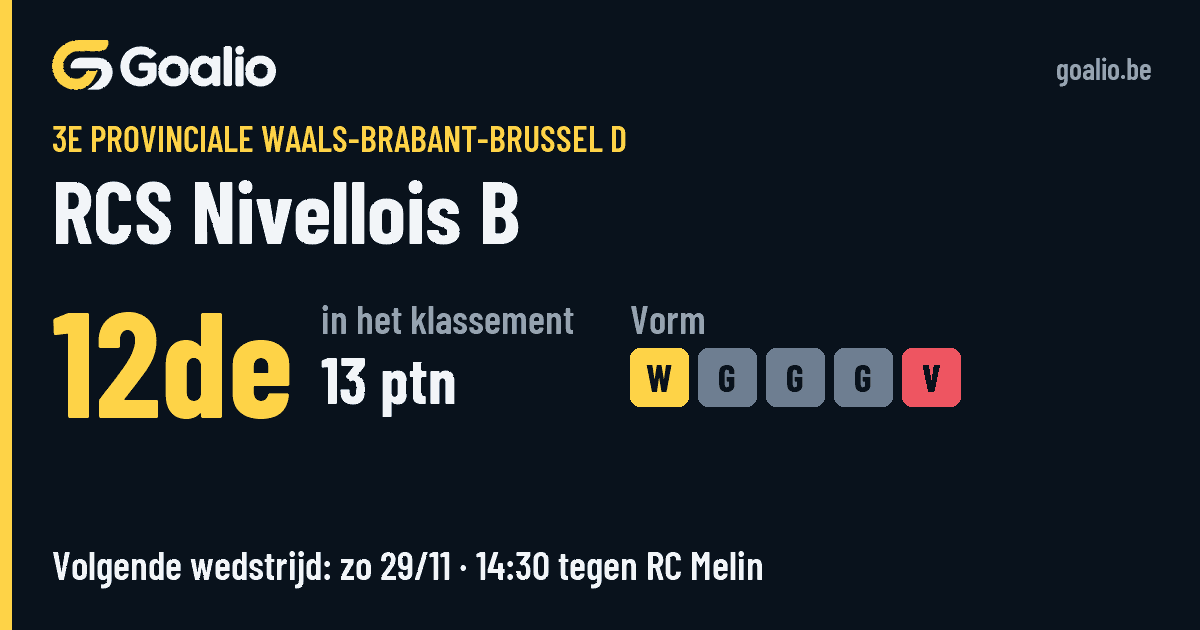 Goalio
goalio.be
3E PROVINCIALE WAALS-BRABANT-BRUSSEL D
RCS Nivellois B
12de
in het klassement
13 ptn
Vorm
W G G G V
Volgende wedstrijd: zo 29/11 · 14:30 tegen RC Melin